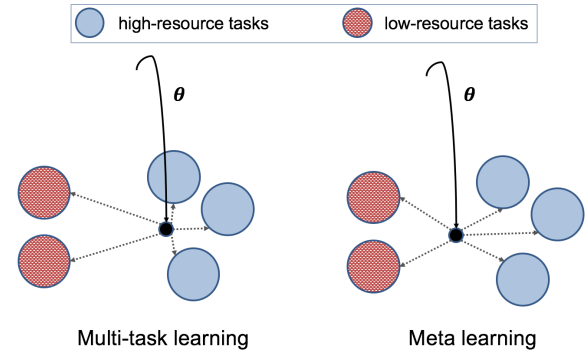 high-resource tasks
low-resource tasks
θ
θ
Multi-task learning
Meta learning